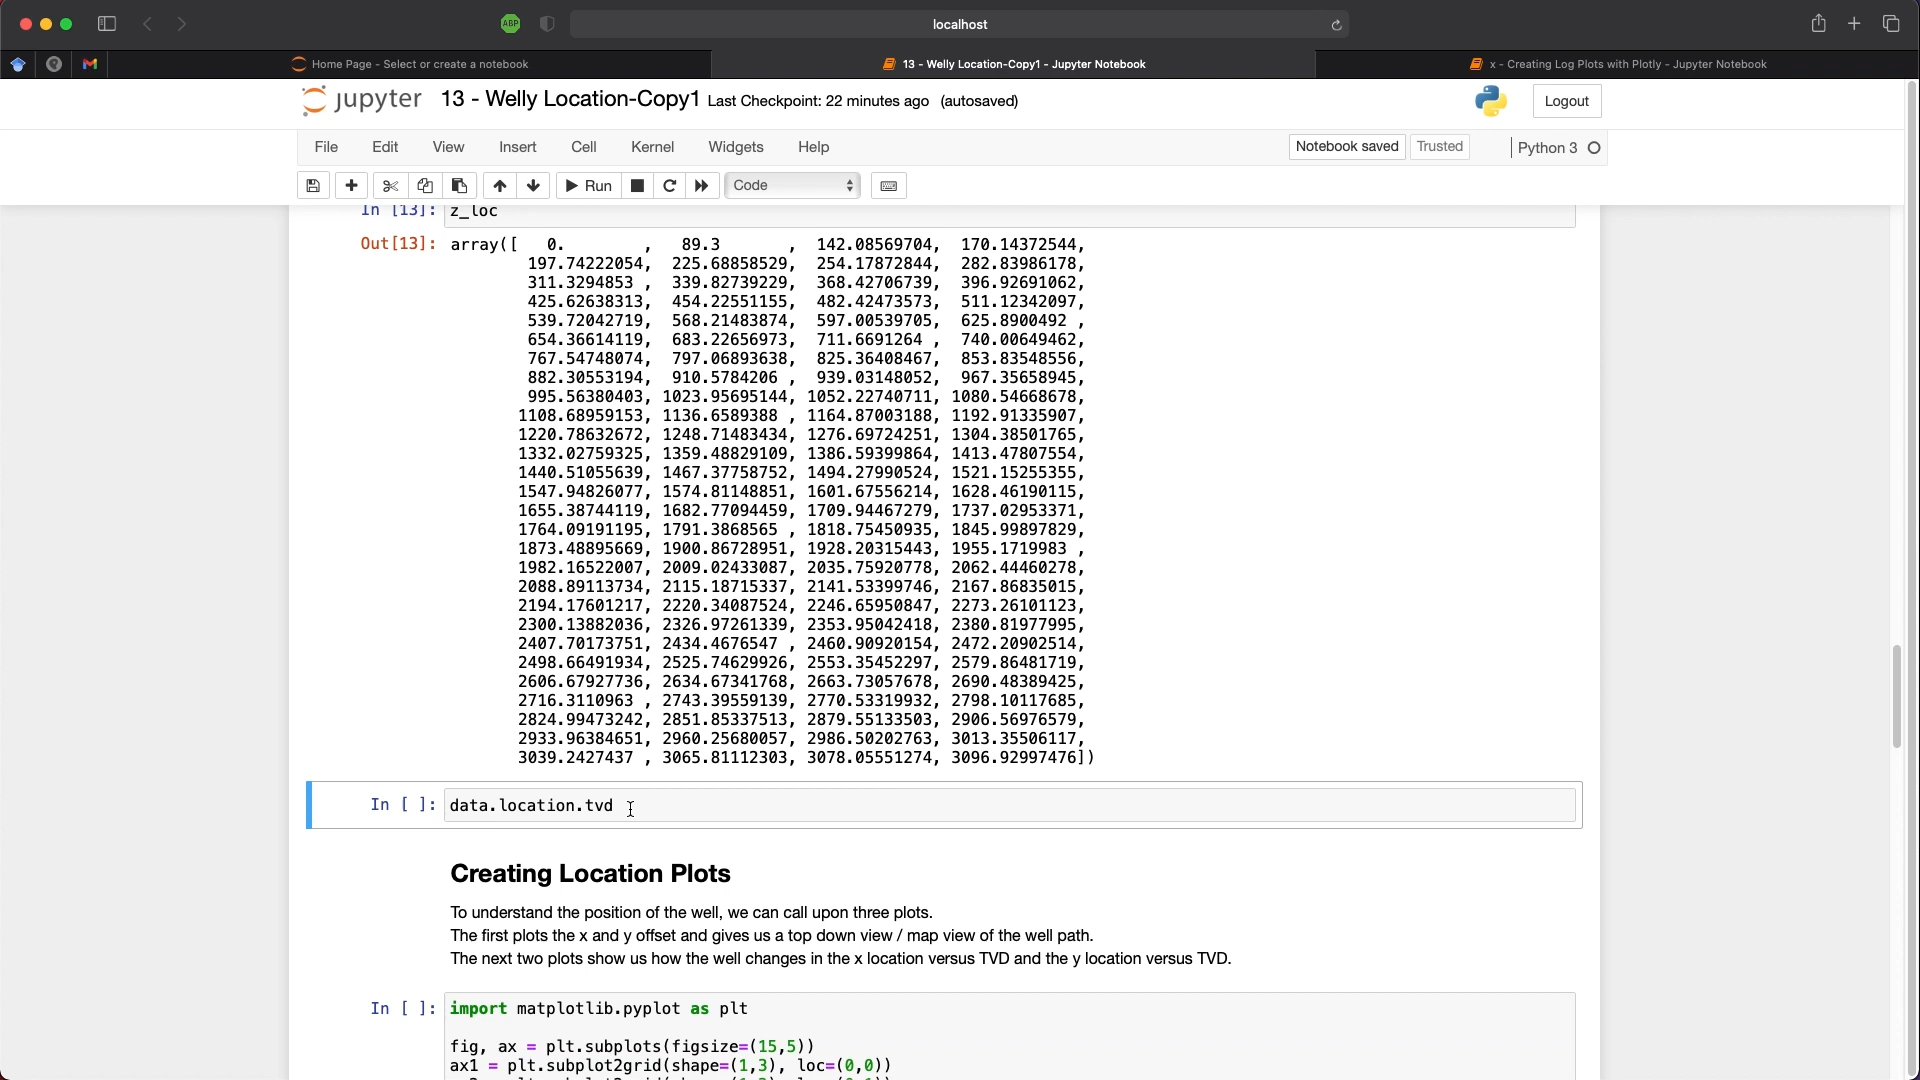 ABP
localhost
Home Page - Select or create a notebook
13 - Welly Location-Copy1 - Jupyter Notebook
x - Creating Log Plots with Plotly - Jupyter Notebook
jupyter 13 - Welly Location-Copy1 Last Checkpoint: 22 minutes ago (autosaved)
Logout
File Edit View Insert Cell Kernel Widgets Help
Notebook saved Trusted Python 3
Run Code
In [13]: z_loc
Out[13]: array([   0.        ,   89.3       ,  142.08569704,  170.14372544,
197.74222054,  225.68858529,  254.17872844,  282.83986178,
311.3294853 ,  339.82739229,  368.42706739,  396.92691062,
425.62638313,  454.22551155,  482.42473573,  511.12342097,
539.72042719,  568.21483874,  597.00539705,  625.8900492 ,
654.36614119,  683.22656973,  711.6691264 ,  740.00649462,
767.54748074,  797.06893638,  825.36408467,  853.83548556,
882.30553194,  910.5784206 ,  939.03148052,  967.35658945,
995.56380403, 1023.95695144, 1052.22740711, 1080.54668678,
1108.68959153, 1136.6589388 , 1164.87003188, 1192.91335907,
1220.78632672, 1248.71483434, 1276.69724251, 1304.38501765,
1332.02759325, 1359.48829109, 1386.59399864, 1413.47807554,
1440.51055639, 1467.37758752, 1494.27990524, 1521.15255355,
1547.94826077, 1574.81148851, 1601.67556214, 1628.46190115,
1655.38744119, 1682.77094459, 1709.94467279, 1737.02953371,
1764.09191195, 1791.3868565 , 1818.75450935, 1845.99897829,
1873.48895669, 1900.86728951, 1928.20315443, 1955.1719983 ,
1982.16522007, 2009.02433087, 2035.75920778, 2062.44460278,
2088.89113734, 2115.18715337, 2141.53399746, 2167.86835015,
2194.17601217, 2220.34087524, 2246.65950847, 2273.26101123,
2300.13882036, 2326.97261339, 2353.95042418, 2380.81977995,
2407.70173751, 2434.4676547 , 2460.90920154, 2472.20902514,
2498.66491934, 2525.74629926, 2553.35452297, 2579.86481719,
2606.67927736, 2634.67341768, 2663.73057678, 2690.48389425,
2716.3110963 , 2743.39559139, 2770.53319932, 2798.10117685,
2824.99473242, 2851.85337513, 2879.55133503, 2906.56976579,
2933.96384651, 2960.25680057, 2986.50202763, 3013.35506117,
3039.2427437 , 3065.81112303, 3078.05551274, 3096.92997476])
In [ ]: data.location.tvd
Creating Location Plots
To understand the position of the well, we can call upon three plots.
The first plots the x and y offset and gives us a top down view / map view of the well path.
The next two plots show us how the well changes in the x location versus TVD and the y location versus TVD.
In [ ]: import matplotlib.pyplot as plt
fig, ax = plt.subplots(figsize=(15,5))
ax1 = plt.subplot2grid(shape=(1,3), loc=(0,0))